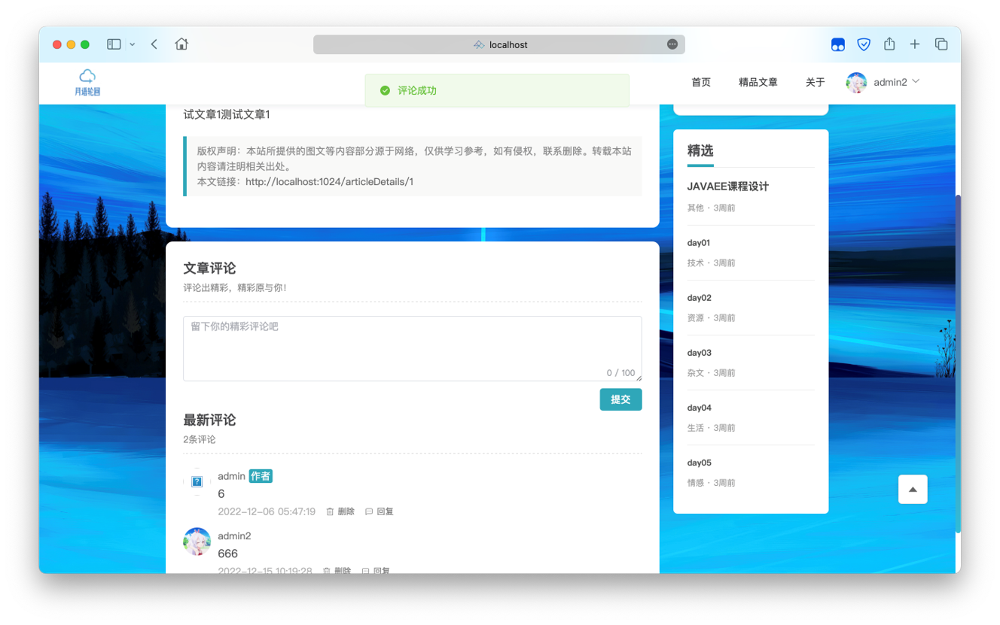 localhost
月语轮回
评论成功
首页
精品文章
关于
admin2
试文章1测试文章1
版权声明：本站所提供的图文等内容部分源于网络，仅供学习参考，如有侵权，联系删除。转载本站
内容请注明相关出处。
本文链接：http://localhost:1024/articleDetails/1
文章评论
评论出精彩，精彩原与你！
留下你的精彩评论吧
0 / 100
提交
最新评论
2条评论
admin 作者
6
2022-12-06 05:47:19 删除 回复
admin2
666
2022-12-15 10:19:28 删除 回复
精选
JAVAEE课程设计
其他 · 3周前
day01
技术 · 3周前
day02
资源 · 3周前
day03
杂文 · 3周前
day04
生活 · 3周前
day05
情感 · 3周前